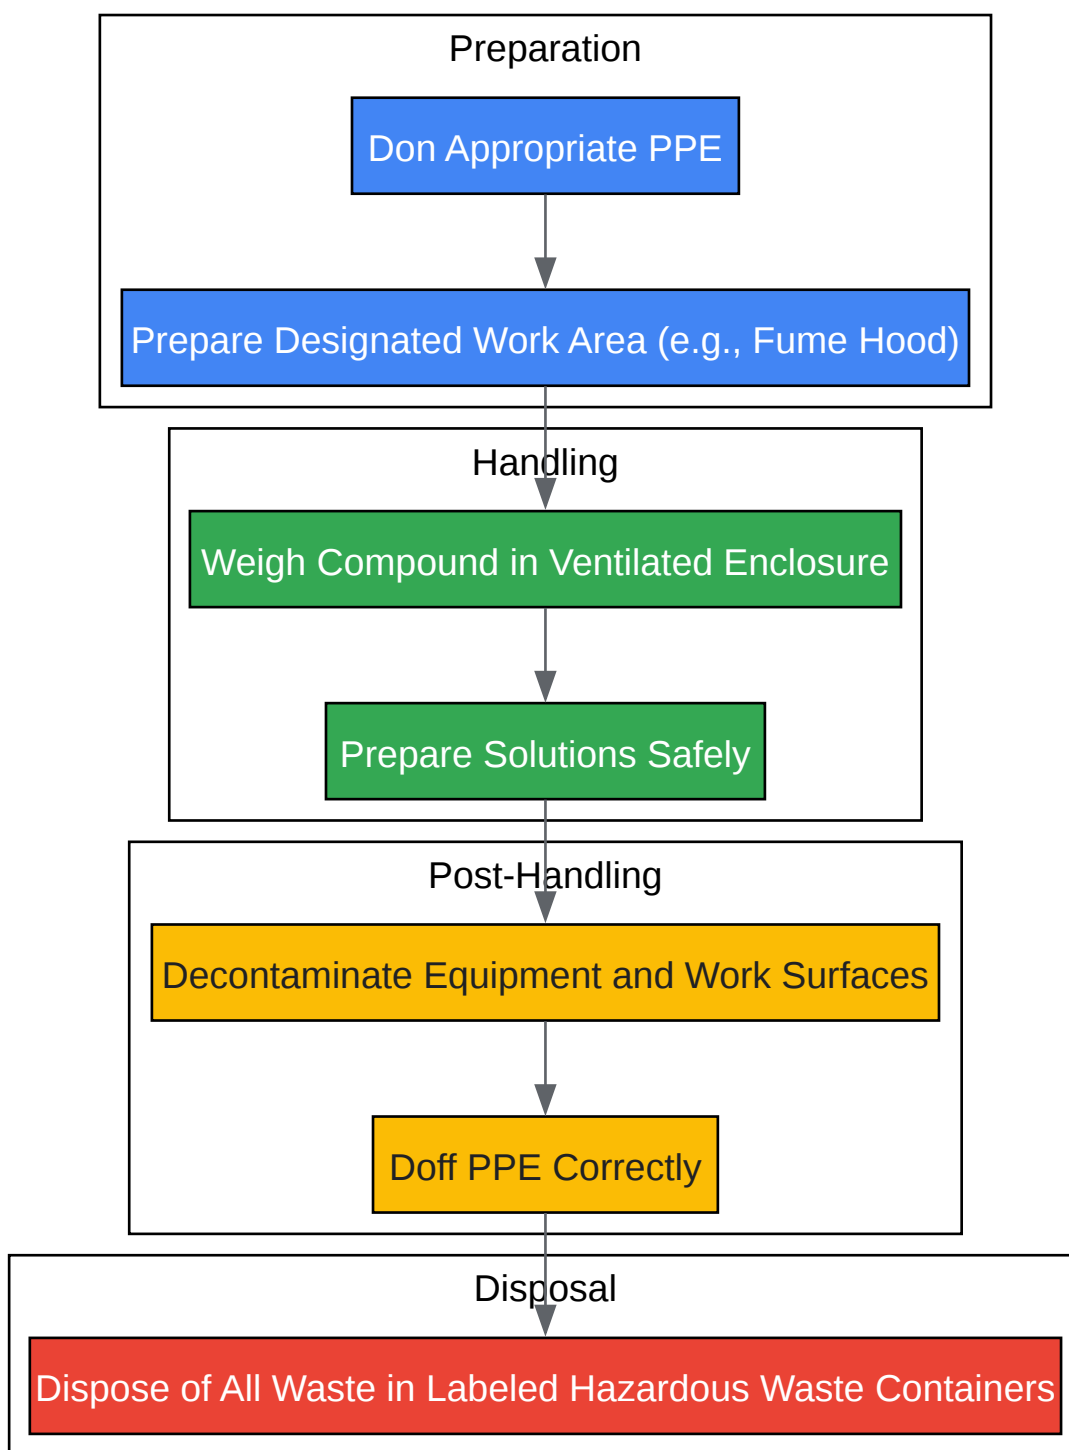 Preparation
Don Appropriate PPE
Prepare Designated Work Area (e.g., Fume Hood)
Handling
Weigh Compound in Ventilated Enclosure
Prepare Solutions Safely
Post-Handling
Decontaminate Equipment and Work Surfaces
Doff PPE Correctly
Disposal
Dispose of All Waste in Labeled Hazardous Waste Containers